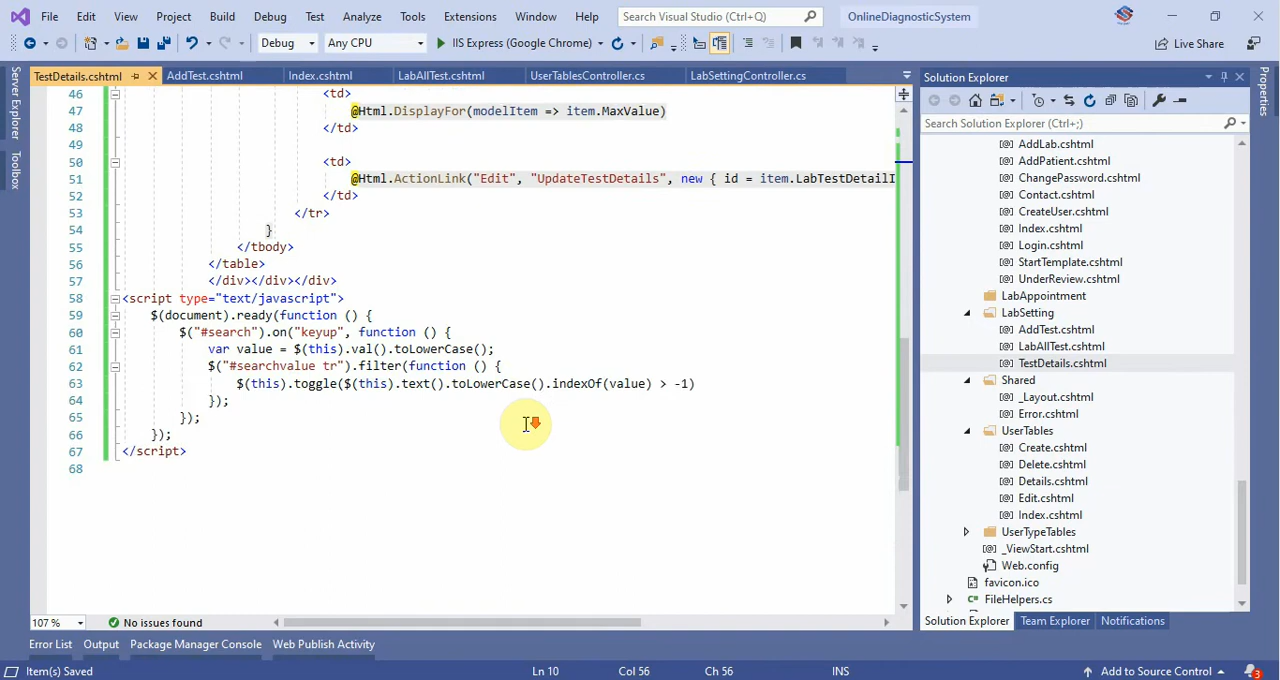 File Edit View Project Build Debug Test Analyze Tools Extensions Window Help Search Visual Studio (Ctrl+Q) OnlineDiagnosticSystem
Debug Any CPU IIS Express (Google Chrome) Live Share
TestDetails.cshtml AddTest.cshtml Index.cshtml LabAllTest.cshtml UserTablesController.cs LabSettingController.cs
Server Explorer
Toolbox
46 <td>
47 @Html.DisplayFor(modelItem => item.MaxValue)
48 </td>
49
50 <td>
51 @Html.ActionLink("Edit", "UpdateTestDetails", new { id = item.LabTestDetailI
52 </td>
53 </tr>
54 }
55 </tbody>
56 </table>
57 </div></div></div>
58 <script type="text/javascript">
59 $(document).ready(function () {
60 $("#search").on("keyup", function () {
61 var value = $(this).val().toLowerCase();
62 $("#searchvalue tr").filter(function () {
63 $(this).toggle($(this).text().toLowerCase().indexOf(value) > -1)
64 });
65 });
66 });
67 </script>
68
107 % No issues found
Solution Explorer
Search Solution Explorer (Ctrl+;)
AddLab.cshtml
AddPatient.cshtml
ChangePassword.cshtml
Contact.cshtml
CreateUser.cshtml
Index.cshtml
Login.cshtml
StartTemplate.cshtml
UnderReview.cshtml
LabAppointment
LabSetting
AddTest.cshtml
LabAllTest.cshtml
TestDetails.cshtml
Shared
_Layout.cshtml
Error.cshtml
UserTables
Create.cshtml
Delete.cshtml
Details.cshtml
Edit.cshtml
Index.cshtml
UserTypeTables
_ViewStart.cshtml
Web.config
favicon.ico
FileHelpers.cs
Solution Explorer Team Explorer Notifications
Properties
Error List Output Package Manager Console Web Publish Activity
Item(s) Saved Ln 10 Col 56 Ch 56 INS Add to Source Control 3